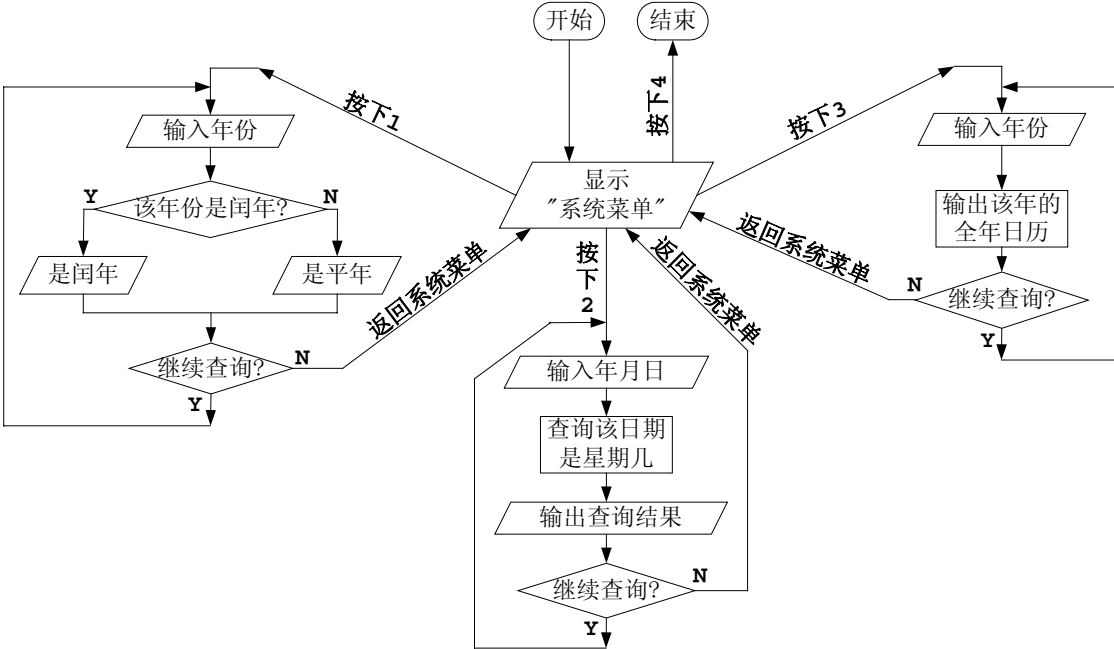 开始
结束
按下1
按下4
按下3
输入年份
该年份是闰年?
Y
N
是闰年
是平年
继续查询?
N
Y
返回系统菜单
显示
"系统菜单"
按
下
2
返回系统菜单
输入年月日
查询该日期
是星期几
输出查询结果
继续查询?
N
Y
输入年份
输出该年的
全年日历
返回系统菜单
继续查询?
N
Y